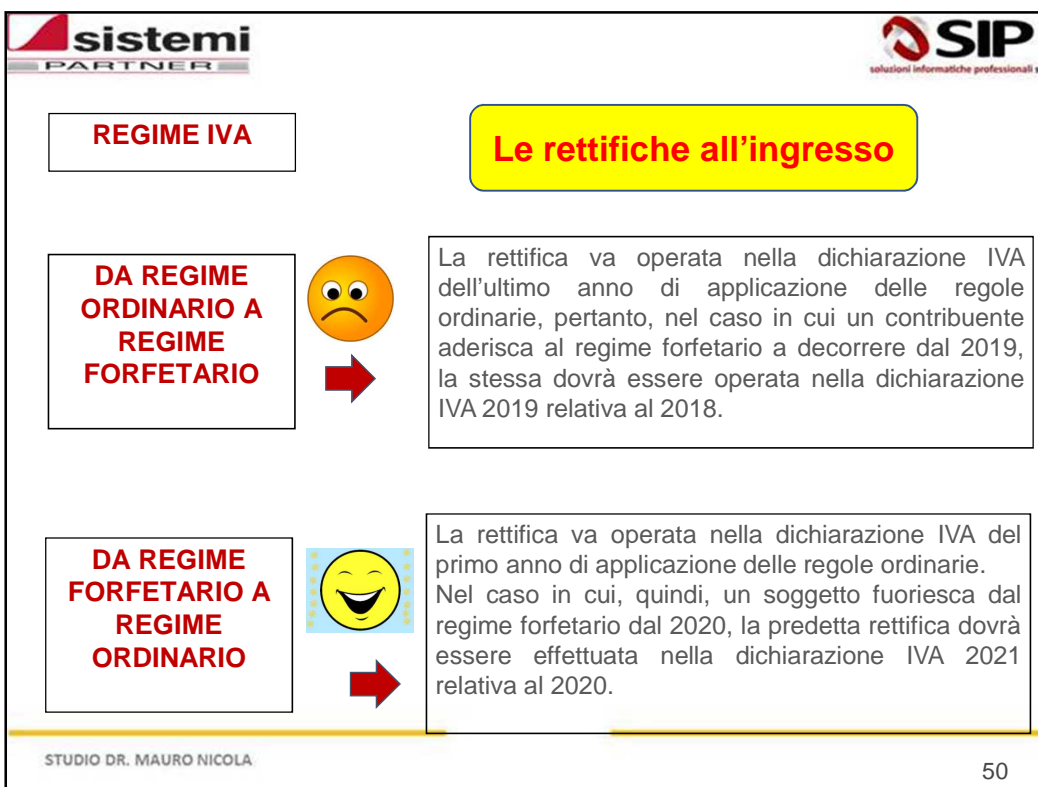 sistemi
PARTNER
SIP
soluzioni informatiche professionali s
REGIME IVA
Le rettifiche all'ingresso
DA REGIME
ORDINARIO A
REGIME
FORFETARIO
La rettifica va operata nella dichiarazione IVA
dell'ultimo anno di applicazione delle regole
ordinarie, pertanto, nel caso in cui un contribuente
aderisca al regime forfetario a decorrere dal 2019,
la stessa dovrà essere operata nella dichiarazione
IVA 2019 relativa al 2018.
DA REGIME
FORFETARIO A
REGIME
ORDINARIO
La rettifica va operata nella dichiarazione IVA del
primo anno di applicazione delle regole ordinarie.
Nel caso in cui, quindi, un soggetto fuoriesca dal
regime forfetario dal 2020, la predetta rettifica dovrà
essere effettuata nella dichiarazione IVA 2021
relativa al 2020.
STUDIO DR. MAURO NICOLA
50